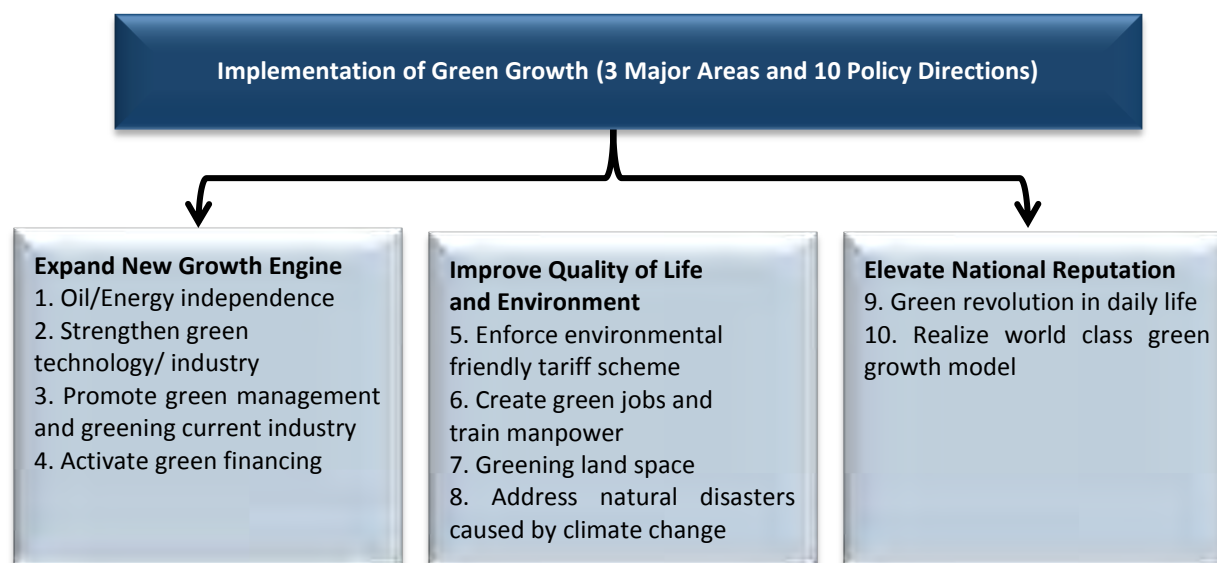 Implementation of Green Growth (3 Major Areas and 10 Policy Directions)
Expand New Growth Engine
1. Oil/Energy independence
2. Strengthen green
technology/ industry
3. Promote green management
and greening current industry
4. Activate green financing
Improve Quality of Life
and Environment
5. Enforce environmental
friendly tariff scheme
6. Create green jobs and
train manpower
7. Greening land space
8. Address natural disasters
caused by climate change
Elevate National Reputation
9. Green revolution in daily life
10. Realize world class green
growth model